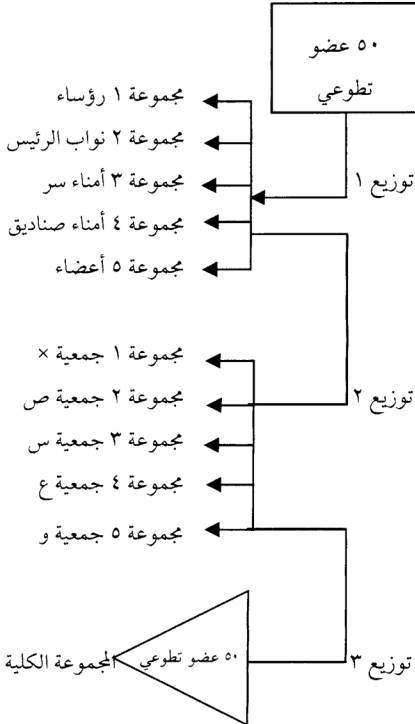 ٥٠ عضو
تطوعي
مجموعة ١ رؤساء
مجموعة ٢ نواب الرئيس
مجموعة ٣ أمناء سر
توزيع ١
مجموعة ٤ أمناء صناديق
مجموعة ٥ أعضاء
مجموعة ١ جمعية ×
توزيع ٢
مجموعة ٢ جمعية ص
مجموعة ٣ جمعية س
مجموعة ٤ جمعية ع
مجموعة ٥ جمعية و
توزيع ٣
٥٠ عضو تطوعي
المجموعة الكلية